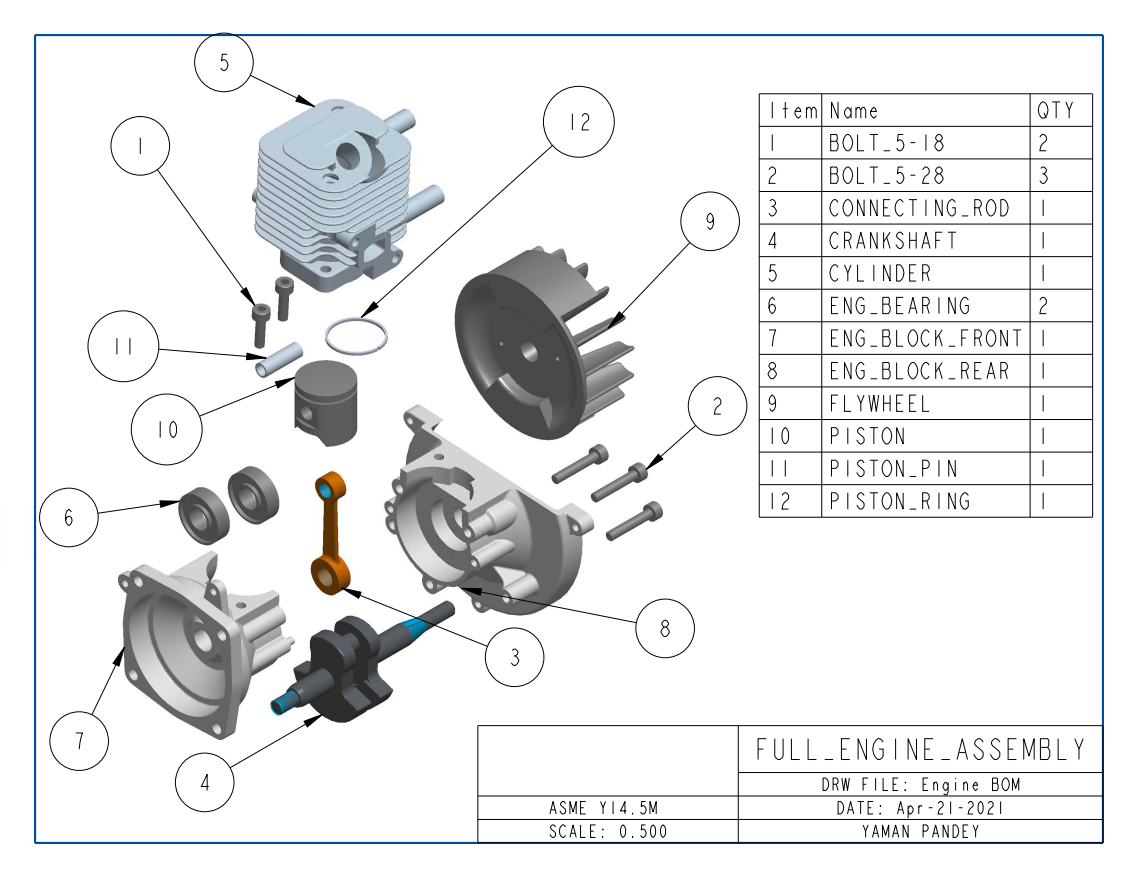 5
12
1
9
11
2
10
6
8
3
7
4
Item Name QTY
1 BOLT_5-18 2
2 BOLT_5-28 3
3 CONNECTING_ROD 1
4 CRANKSHAFT 1
5 CYLINDER 1
6 ENG_BEARING 2
7 ENG_BLOCK_FRONT 1
8 ENG_BLOCK_REAR 1
9 FLYWHEEL 1
10 PISTON 1
11 PISTON_PIN 1
12 PISTON_RING 1
FULL_ENGINE_ASSEMBLY
DRW FILE: Engine BOM
ASME Y14.5M
DATE: Apr-21-2021
SCALE: 0.500
YAMAN PANDEY